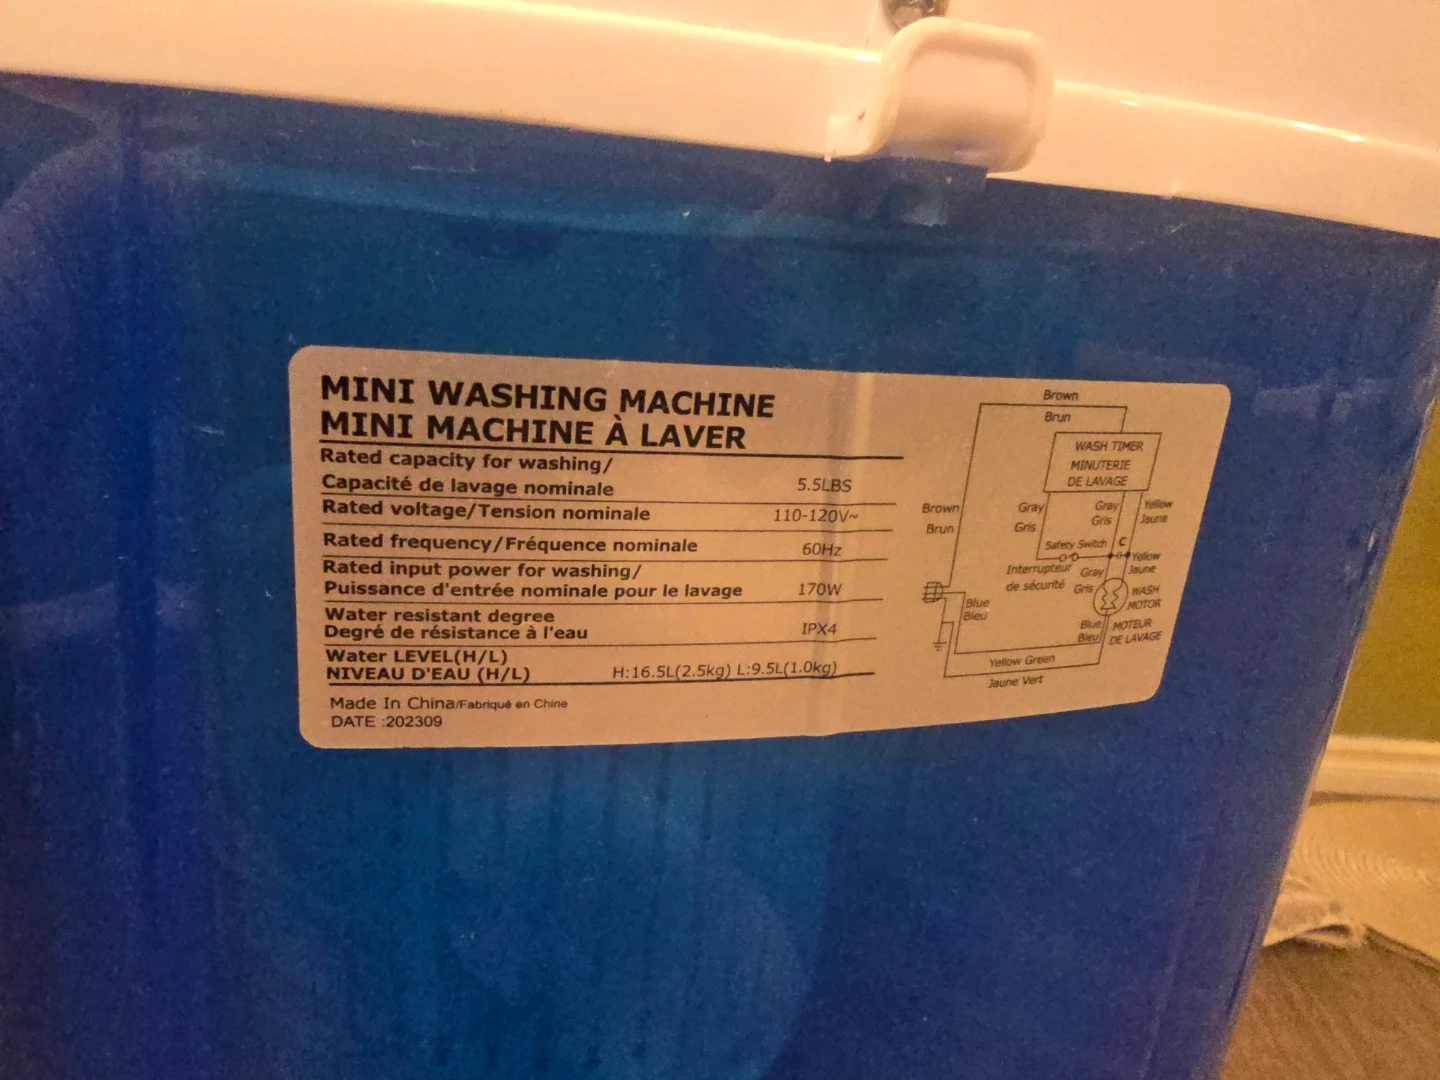 MINI WASHING MACHINE
MINI MACHINE À LAVER
Rated capacity for washing/
Capacité de lavage nominale 5.5LBS
Rated voltage/Tension nominale 110-120V~
Rated frequency/Fréquence nominale 60Hz
Rated input power for washing/
Puissance d'entrée nominale pour le lavage 170W
Water resistant degree
Degré de résistance à l'eau IPX4
Water LEVEL(H/L)
NIVEAU D'EAU (H/L) H:16.5L(2.5kg) L:9.5L(1.0kg)
Made In China/Fabriqué en Chine
DATE :202309
Brown
Brun
WASH TIMER
MINUTERIE
DE LAVAGE
Brown
Brun
Gray
Gris
Gray
Gris
Yellow
Jaune
Safety Switch
C
Interrupteur
de sécurité
Yellow
Jaune
Gray
Gris
WASH
MOTOR
Blue
Bleu
Blue
Bleu
MOTEUR
DE LAVAGE
Yellow Green
Jaune Vert